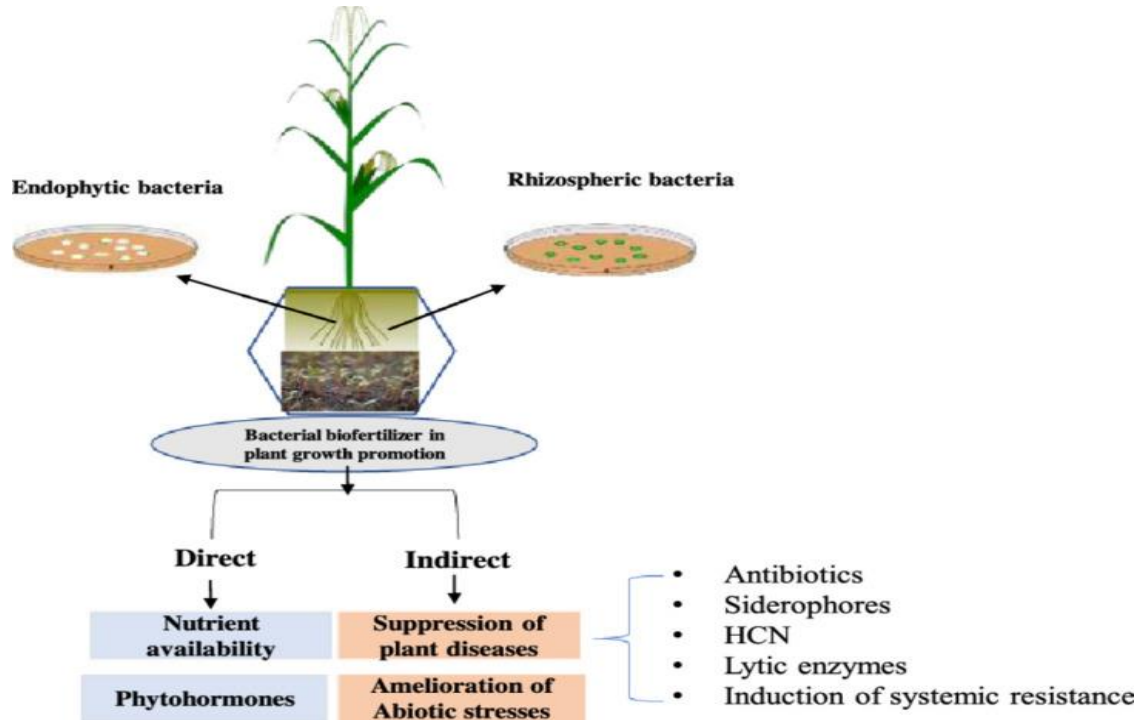 Endophytic bacteria
Rhizospheric bacteria
Bacterial biofertilizer in
plant growth promotion
Direct
Indirect
Nutrient
availability
Suppression of
plant diseases
Phytohormones
Amelioration of
Abiotic stresses
• Antibiotics
• Siderophores
• HCN
• Lytic enzymes
• Induction of systemic resistance